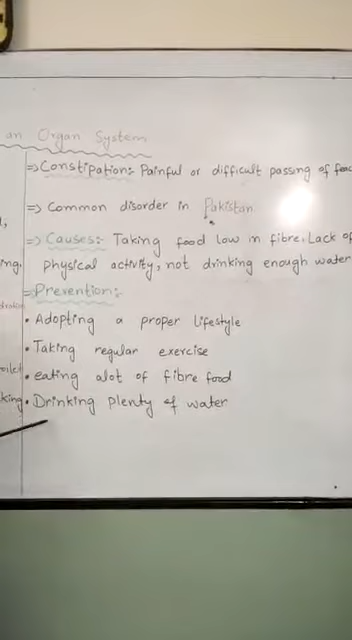 an Organ System
⇒ Constipation:- Painful or difficult passing of
⇒ Common disorder in Pakistan
⇒ Causes:- Taking food low in fibre, Lack of
physical activity, not drinking enough water
⇒ Prevention:-
• Adopting a proper lifestyle
• Taking regular exercise
• eating alot of fibre food
• Drinking plenty of water